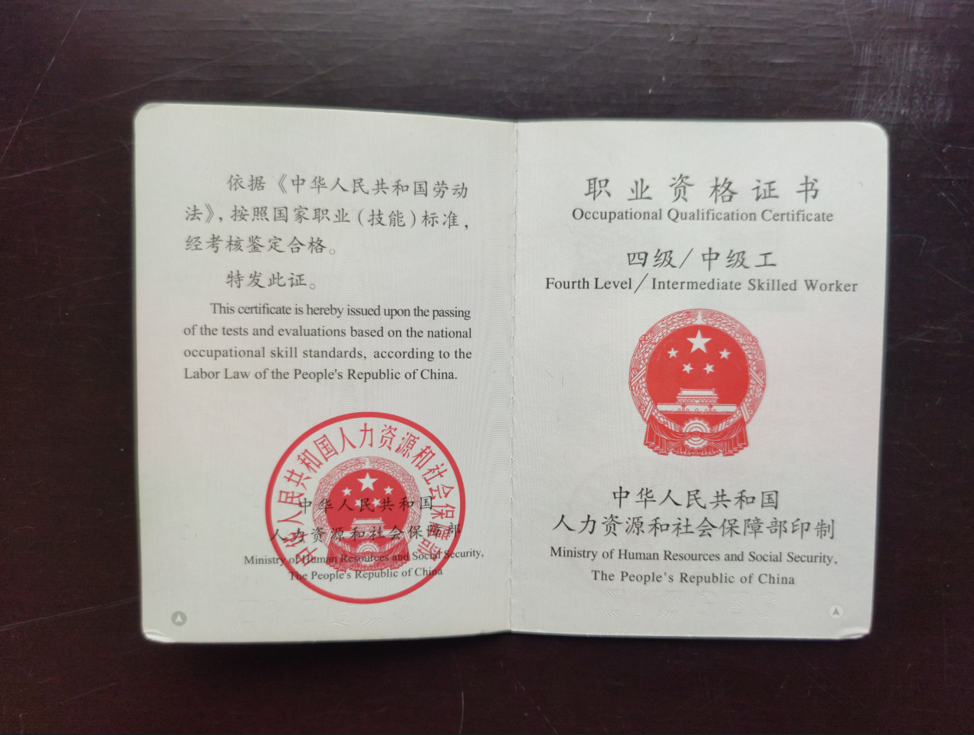 依据《中华人民共和国劳动
法》，按照国家职业（技能）标准，
经考核鉴定合格。
特发此证。
This certificate is hereby issued upon the passing
of the tests and evaluations based on the national
occupational skill standards, according to the
Labor Law of the People's Republic of China.
中华人民共和国人力资源和社会保障部
中华人民共和国
人力资源和社会保障部
Ministry of Human Resources and Social Security,
The People's Republic of China
职业资格证书
Occupational Qualification Certificate
四级/中级工
Fourth Level/Intermediate Skilled Worker
中华人民共和国
人力资源和社会保障部印制
Ministry of Human Resources and Social Security,
The People's Republic of China